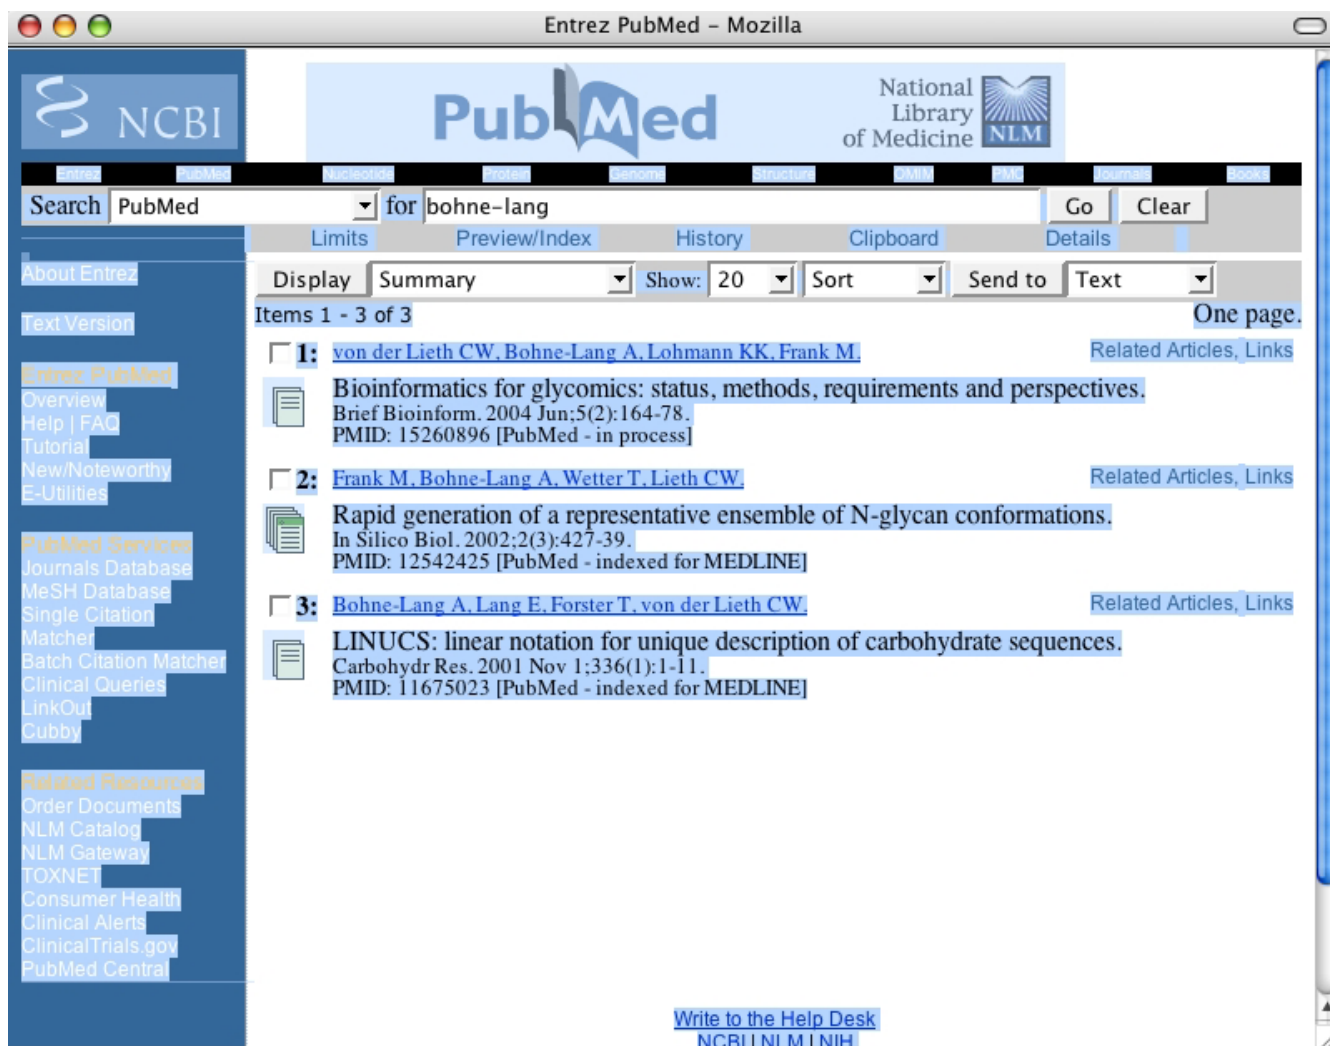 Entrez PubMed – Mozilla
NCBI
PubMed
National
Library
of Medicine NLM
Entrez PubMed Nucleotide Protein Genome Structure OMIM PMC Journals Books
Search PubMed for bohne-lang Go Clear
Limits Preview/Index History Clipboard Details
About Entrez
Display Summary Show: 20 Sort Send to Text
Items 1 - 3 of 3 One page.
Text Version
1: von der Lieth CW, Bohne-Lang A, Lohmann KK, Frank M. Related Articles, Links
Bioinformatics for glycomics: status, methods, requirements and perspectives.
Brief Bioinform. 2004 Jun;5(2):164-78.
PMID: 15260896 [PubMed - in process]
2: Frank M, Bohne-Lang A, Wetter T, Lieth CW. Related Articles, Links
Rapid generation of a representative ensemble of N-glycan conformations.
In Silico Biol. 2002;2(3):427-39.
PMID: 12542425 [PubMed - indexed for MEDLINE]
3: Bohne-Lang A, Lang E, Forster T, von der Lieth CW. Related Articles, Links
LINUCS: linear notation for unique description of carbohydrate sequences.
Carbohydr Res. 2001 Nov 1;336(1):1-11.
PMID: 11675023 [PubMed - indexed for MEDLINE]
Entrez PubMed
Overview
Help | FAQ
Tutorial
New/Noteworthy
E-Utilities
PubMed Services
Journals Database
MeSH Database
Single Citation
Matcher
Batch Citation Matcher
Clinical Queries
LinkOut
Cubby
Related Resources
Order Documents
NLM Catalog
NLM Gateway
TOXNET
Consumer Health
Clinical Alerts
ClinicalTrials.gov
PubMed Central
Write to the Help Desk
NCBI | NLM | NIH